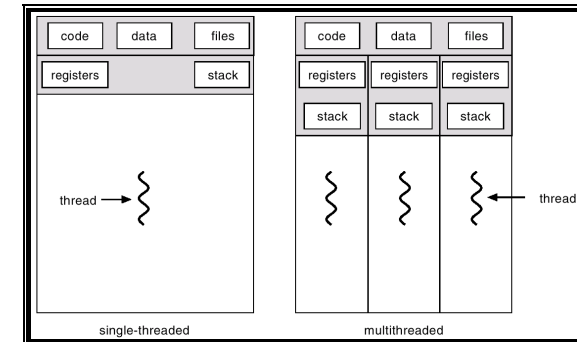 code data files
registers stack
thread
single-threaded
code data files
registers registers registers
stack stack stack
thread
multithreaded